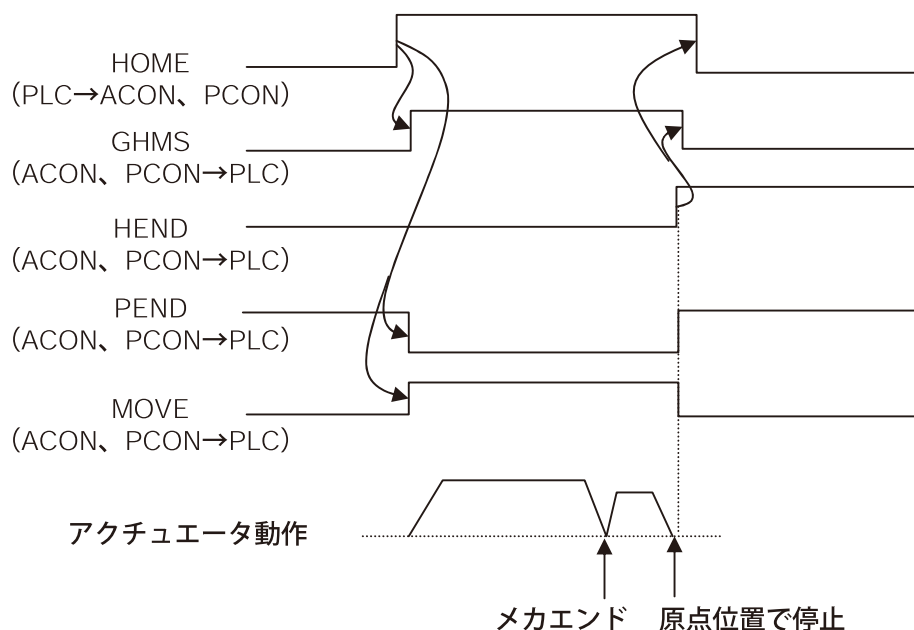 HOME
(PLC→ACON、PCON)
GHMS
(ACON、PCON→PLC)
HEND
(ACON、PCON→PLC)
PEND
(ACON、PCON→PLC)
MOVE
(ACON、PCON→PLC)
アクチュエータ動作
メカエンド
原点位置で停止